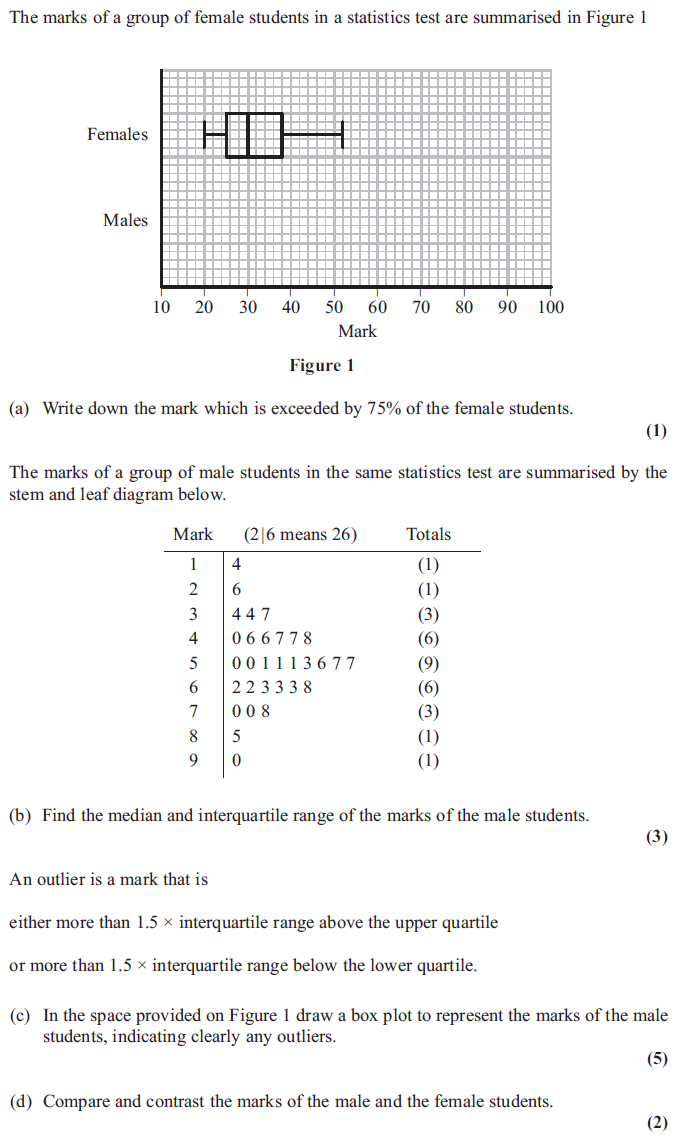 The marks of a group of female students in a statistics test are summarised in Figure 1
Females
Males
10 20 30 40 50 60 70 80 90 100
Mark
Figure 1
(a) Write down the mark which is exceeded by 75% of the female students.
(1)
The marks of a group of male students in the same statistics test are summarised by the
stem and leaf diagram below.
Mark (2|6 means 26) Totals
1 4 (1)
2 6 (1)
3 4 4 7 (3)
4 0 6 6 7 7 8 (6)
5 0 0 1 1 1 3 6 7 7 (9)
6 2 2 3 3 3 8 (6)
7 0 0 8 (3)
8 5 (1)
9 0 (1)
(b) Find the median and interquartile range of the marks of the male students.
(3)
An outlier is a mark that is
either more than 1.5 × interquartile range above the upper quartile
or more than 1.5 × interquartile range below the lower quartile.
(c) In the space provided on Figure 1 draw a box plot to represent the marks of the male
students, indicating clearly any outliers.
(5)
(d) Compare and contrast the marks of the male and the female students.
(2)